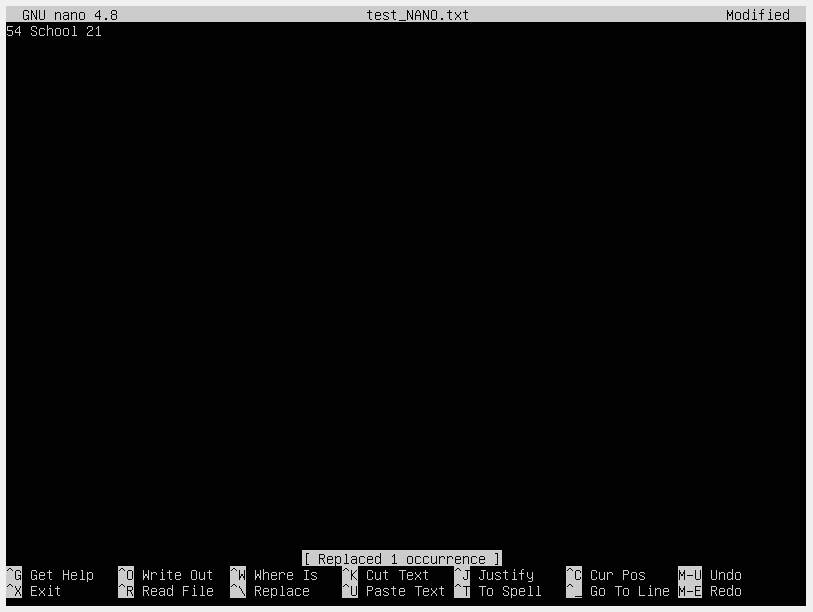 GNU nano 4.8 test_NANO.txt Modified
54 School 21
[ Replaced 1 occurrence ]
^G Get Help ^O Write Out ^W Where Is ^K Cut Text ^J Justify ^C Cur Pos M-U Undo
^X Exit ^R Read File ^\ Replace ^U Paste Text ^T To Spell ^_ Go To Line M-E Redo